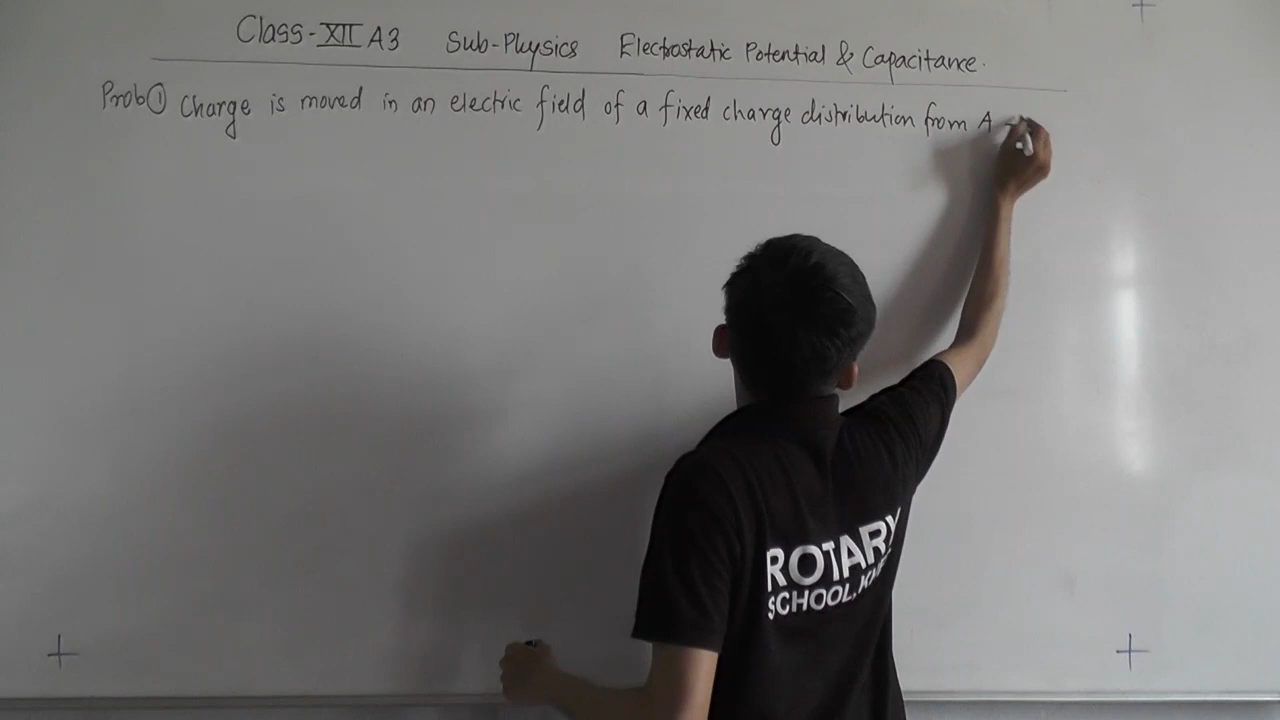 Class-XII A3 Sub-Physics Electrostatic Potential & Capacitance.
Prob① Charge is moved in an electric field of a fixed charge distribution from A
ROTARY
SCHOOL,